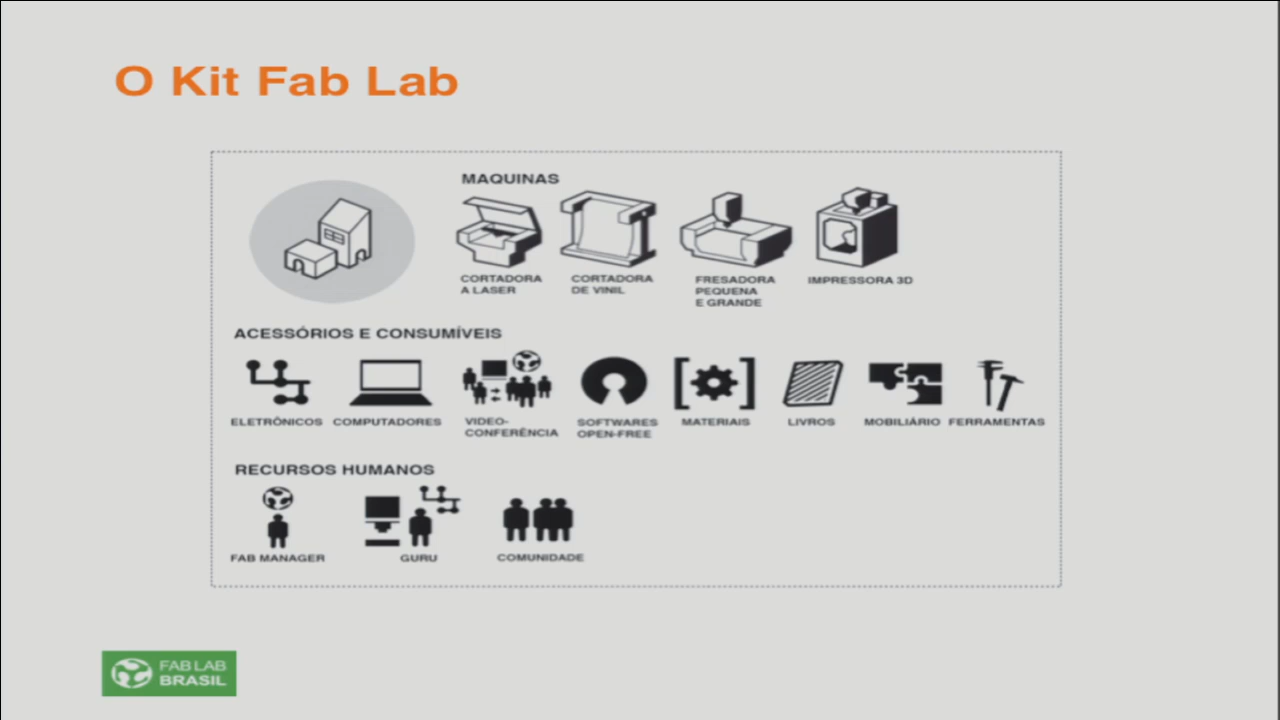 O Kit Fab Lab
MAQUINAS
CORTADORA
A LASER
CORTADORA
DE VINIL
FRESADORA
PEQUENA
E GRANDE
IMPRESSORA 3D
ACESSÓRIOS E CONSUMÍVEIS
ELETRÔNICOS
COMPUTADORES
VIDEO-
CONFERÊNCIA
SOFTWARES
OPEN-FREE
MATERIAIS
LIVROS
MOBILIÁRIO
FERRAMENTAS
RECURSOS HUMANOS
FAB MANAGER
GURU
COMUNIDADE
FAB LAB
BRASIL